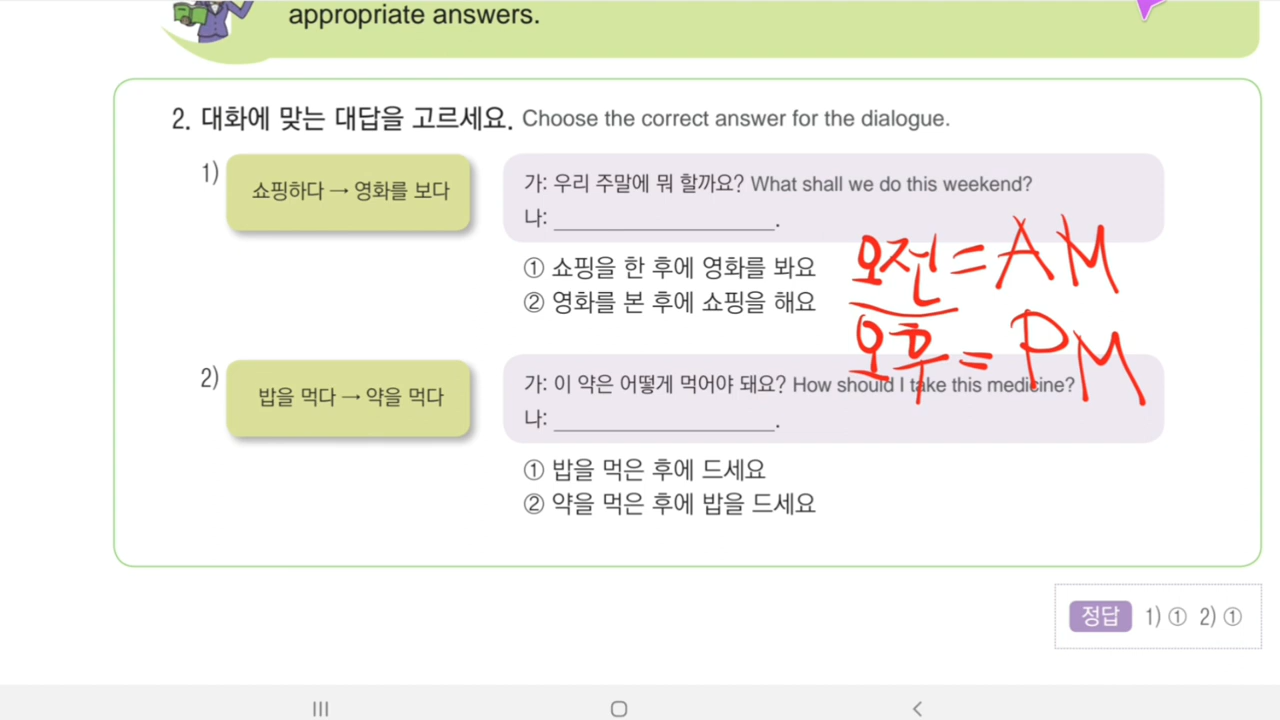 appropriate answers.
2. 대화에 맞는 대답을 고르세요. Choose the correct answer for the dialogue.
1)
쇼핑하다 → 영화를 보다
가: 우리 주말에 뭐 할까요? What shall we do this weekend?
나: ____________________.
① 쇼핑을 한 후에 영화를 봐요
② 영화를 본 후에 쇼핑을 해요
오전 = AM
오후 = PM
2)
밥을 먹다 → 약을 먹다
가: 이 약은 어떻게 먹어야 돼요? How should I take this medicine?
나: ____________________.
① 밥을 먹은 후에 드세요
② 약을 먹은 후에 밥을 드세요
정답 1) ① 2) ①